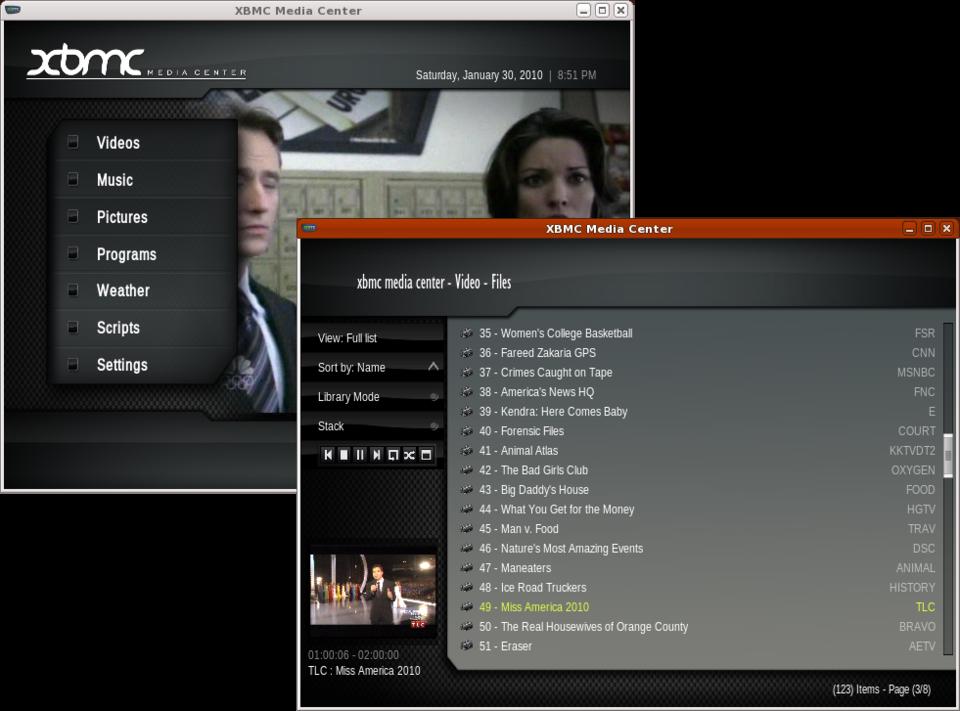 XBMC Media Center
xbmc MEDIA CENTER
Saturday, January 30, 2010 | 8:51 PM
Videos
Music
Pictures
Programs
Weather
Scripts
Settings
XBMC Media Center
xbmc media center - Video - Files
View: Full list
Sort by: Name
Library Mode
Stack
35 - Women's College Basketball FSR
36 - Fareed Zakaria GPS CNN
37 - Crimes Caught on Tape MSNBC
38 - America's News HQ FNC
39 - Kendra: Here Comes Baby E
40 - Forensic Files COURT
41 - Animal Atlas KKTVDT2
42 - The Bad Girls Club OXYGEN
43 - Big Daddy's House FOOD
44 - What You Get for the Money HGTV
45 - Man v. Food TRAV
46 - Nature's Most Amazing Events DSC
47 - Maneaters ANIMAL
48 - Ice Road Truckers HISTORY
49 - Miss America 2010 TLC
50 - The Real Housewives of Orange County BRAVO
51 - Eraser AETV
TLC
01:00:06 - 02:00:00
TLC : Miss America 2010
(123) Items - Page (3/8)